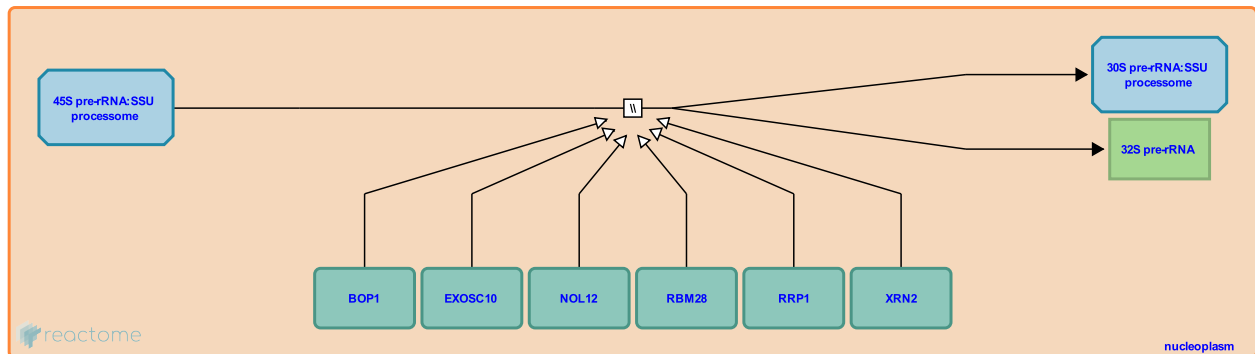 45S pre-rRNA:SSU
processome
30S pre-rRNA:SSU
processome
\\
32S pre-rRNA
BOP1
EXOSC10
NOL12
RBM28
RRP1
XRN2
reactome
nucleoplasm